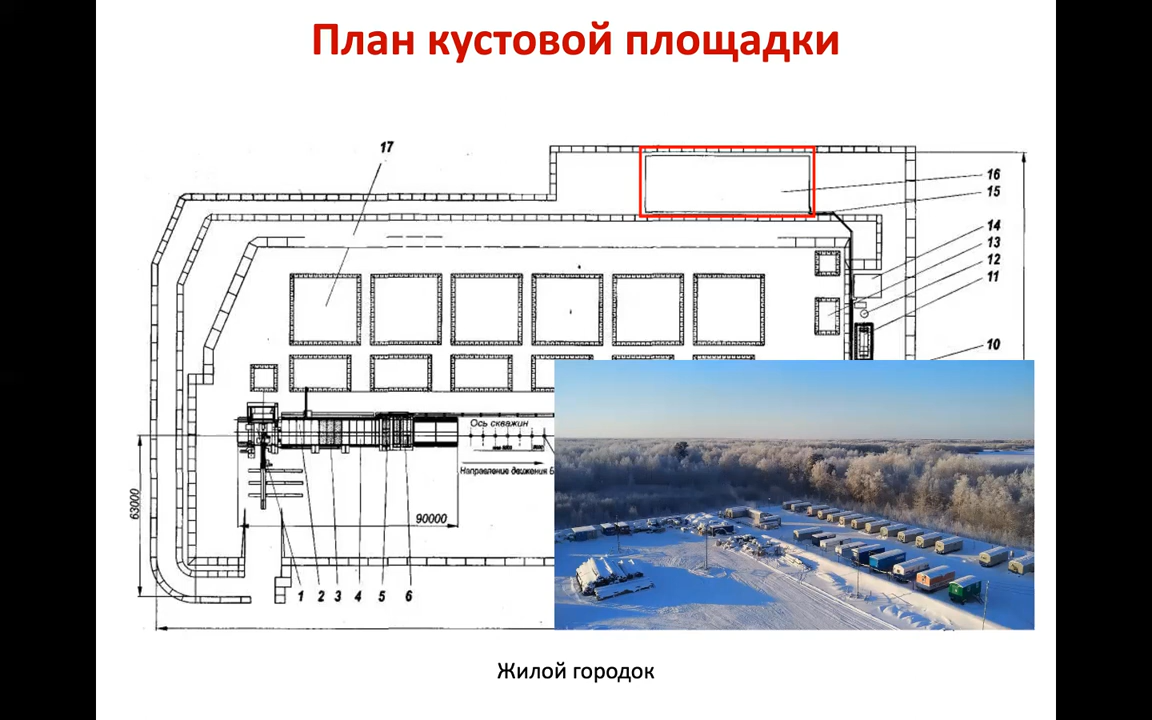 План кустовой площадки
17
16
15
14
13
12
11
10
Ось скважин
Направление движения Б
63000
90000
1 2 3 4 5 6
Жилой городок